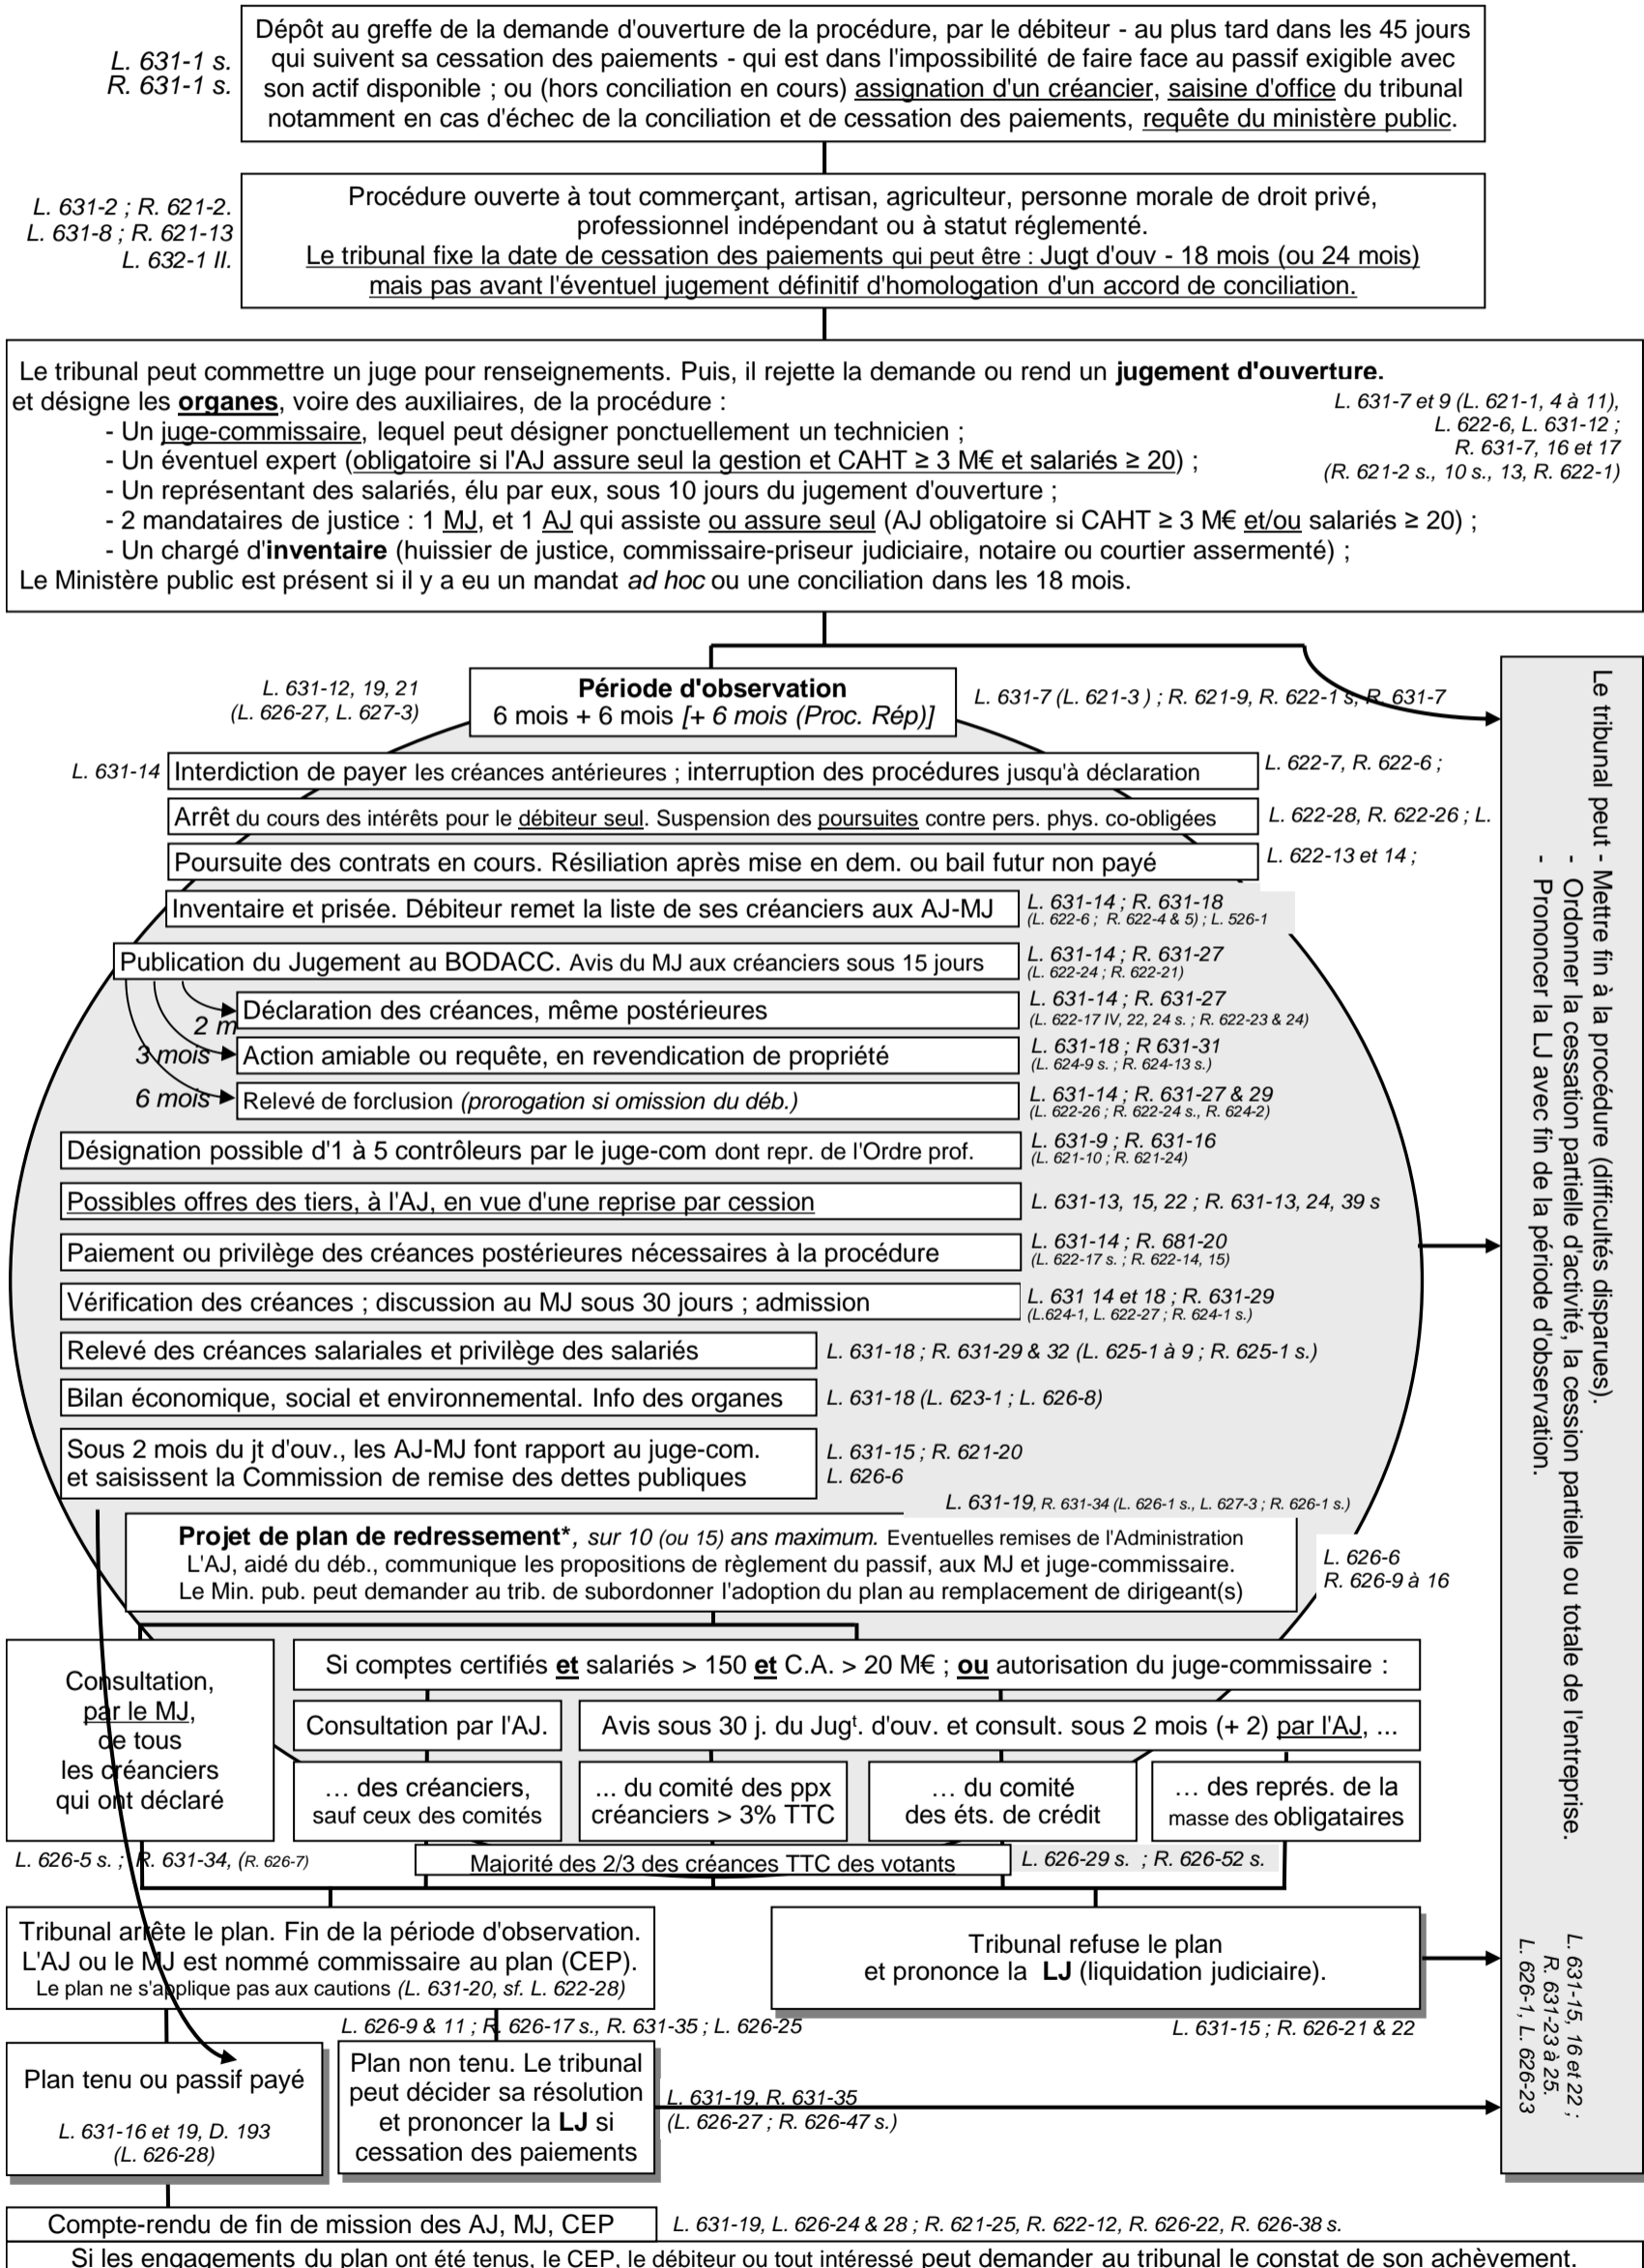 Dépôt au greffe de la demande d'ouverture de la procédure, par le débiteur - au plus tard dans les 45 jours
qui suivent sa cessation des paiements - qui est dans l'impossibilité de faire face au passif exigible avec
son actif disponible ; ou (hors conciliation en cours) assignation d'un créancier, saisine d'office du tribunal
notamment en cas d'échec de la conciliation et de cessation des paiements, requête du ministère public.
L. 631-1 s.
R. 631-1 s.
L. 631-2 ; R. 621-2.
L. 631-8 ; R. 621-13
L. 632-1 II.
Procédure ouverte à tout commerçant, artisan, agriculteur, personne morale de droit privé,
professionnel indépendant ou à statut réglementé.
Le tribunal fixe la date de cessation des paiements qui peut être : Jugt d'ouv - 18 mois (ou 24 mois)
mais pas avant l'éventuel jugement définitif d'homologation d'un accord de conciliation.
Le tribunal peut commettre un juge pour renseignements. Puis, il rejette la demande ou rend un jugement d'ouverture.
et désigne les organes, voire des auxiliaires, de la procédure :
- Un juge-commissaire, lequel peut désigner ponctuellement un technicien ;
- Un éventuel expert (obligatoire si l'AJ assure seul la gestion et CAHT ≥ 3 M€ et salariés ≥ 20) ;
- Un représentant des salariés, élu par eux, sous 10 jours du jugement d'ouverture ;
- 2 mandataires de justice : 1 MJ, et 1 AJ qui assiste ou assure seul (AJ obligatoire si CAHT ≥ 3 M€ et/ou salariés ≥ 20) ;
- Un chargé d'inventaire (huissier de justice, commissaire-priseur judiciaire, notaire ou courtier assermenté) ;
Le Ministère public est présent si il y a eu un mandat ad hoc ou une conciliation dans les 18 mois.
L. 631-7 et 9 (L. 621-1, 4 à 11),
L. 622-6, L. 631-12 ;
R. 631-7, 16 et 17
(R. 621-2 s., 10 s., 13, R. 622-1)
L. 631-12, 19, 21
(L. 626-27, L. 627-3)
Période d'observation
6 mois + 6 mois [+ 6 mois (Proc. Rép)]
L. 631-7 (L. 621-3 ) ; R. 621-9, R. 622-1 s, R. 631-7
L. 631-14
Interdiction de payer les créances antérieures ; interruption des procédures jusqu'à déclaration
L. 622-7, R. 622-6 ;
Arrêt du cours des intérêts pour le débiteur seul. Suspension des poursuites contre pers. phys. co-obligées
L. 622-28, R. 622-26 ; L.
Poursuite des contrats en cours. Résiliation après mise en dem. ou bail futur non payé
L. 622-13 et 14 ;
Inventaire et prisée. Débiteur remet la liste de ses créanciers aux AJ-MJ
L. 631-14 ; R. 631-18
(L. 622-6 ; R. 622-4 & 5) ; L. 526-1
Publication du Jugement au BODACC. Avis du MJ aux créanciers sous 15 jours
L. 631-14 ; R. 631-27
(L. 622-24 ; R. 622-21)
2 m
Déclaration des créances, même postérieures
L. 631-14 ; R. 631-27
(L. 622-17 IV, 22, 24 s. ; R. 622-23 & 24)
3 mois
Action amiable ou requête, en revendication de propriété
L. 631-18 ; R 631-31
(L. 624-9 s. ; R. 624-13 s.)
6 mois
Relevé de forclusion (prorogation si omission du déb.)
L. 631-14 ; R. 631-27 & 29
(L. 622-26 ; R. 622-24 s., R. 624-2)
Désignation possible d'1 à 5 contrôleurs par le juge-com dont repr. de l'Ordre prof.
L. 631-9 ; R. 631-16
(L. 621-10 ; R. 621-24)
Possibles offres des tiers, à l'AJ, en vue d'une reprise par cession
L. 631-13, 15, 22 ; R. 631-13, 24, 39 s
Paiement ou privilège des créances postérieures nécessaires à la procédure
L. 631-14 ; R. 681-20
(L. 622-17 s. ; R. 622-14, 15)
Vérification des créances ; discussion au MJ sous 30 jours ; admission
L. 631 14 et 18 ; R. 631-29
(L.624-1, L. 622-27 ; R. 624-1 s.)
Relevé des créances salariales et privilège des salariés
L. 631-18 ; R. 631-29 & 32 (L. 625-1 à 9 ; R. 625-1 s.)
Bilan économique, social et environnemental. Info des organes
L. 631-18 (L. 623-1 ; L. 626-8)
Sous 2 mois du jt d'ouv., les AJ-MJ font rapport au juge-com.
et saisissent la Commission de remise des dettes publiques
L. 631-15 ; R. 621-20
L. 626-6
L. 631-19, R. 631-34 (L. 626-1 s., L. 627-3 ; R. 626-1 s.)
Projet de plan de redressement*, sur 10 (ou 15) ans maximum. Eventuelles remises de l'Administration
L'AJ, aidé du déb., communique les propositions de règlement du passif, aux MJ et juge-commissaire.
Le Min. pub. peut demander au trib. de subordonner l'adoption du plan au remplacement de dirigeant(s)
L. 626-6
R. 626-9 à 16
Consultation,
par le MJ,
de tous
les créanciers
qui ont déclaré
Si comptes certifiés et salariés > 150 et C.A. > 20 M€ ; ou autorisation du juge-commissaire :
Consultation par l'AJ.
Avis sous 30 j. du Jugt. d'ouv. et consult. sous 2 mois (+ 2) par l'AJ, ...
… des créanciers,
sauf ceux des comités
... du comité des ppx
créanciers > 3% TTC
… du comité
des éts. de crédit
… des représ. de la
masse des obligataires
L. 626-5 s. ; R. 631-34, (R. 626-7)
Majorité des 2/3 des créances TTC des votants
L. 626-29 s. ; R. 626-52 s.
Tribunal arrête le plan. Fin de la période d'observation.
L'AJ ou le MJ est nommé commissaire au plan (CEP).
Le plan ne s'applique pas aux cautions (L. 631-20, sf. L. 622-28)
Tribunal refuse le plan
et prononce la LJ (liquidation judiciaire).
L. 626-9 & 11 ; R. 626-17 s., R. 631-35 ; L. 626-25
L. 631-15 ; R. 626-21 & 22
Plan tenu ou passif payé
L. 631-16 et 19, D. 193
(L. 626-28)
Plan non tenu. Le tribunal
peut décider sa résolution
et prononcer la LJ si
cessation des paiements
L. 631-19, R. 631-35
(L. 626-27 ; R. 626-47 s.)
Le tribunal peut - Mettre fin à la procédure (difficultés disparues).
- Ordonner la cessation partielle d'activité, la cession partielle ou totale de l'entreprise.
- Prononcer la LJ avec fin de la période d'observation.
L. 631-15, 16 et 22 ;
R. 631-23 à 25.
L. 626-1, L. 626-23
Compte-rendu de fin de mission des AJ, MJ, CEP
L. 631-19, L. 626-24 & 28 ; R. 621-25, R. 622-12, R. 626-22, R. 626-38 s.
Si les engagements du plan ont été tenus, le CEP, le débiteur ou tout intéressé peut demander au tribunal le constat de son achèvement.